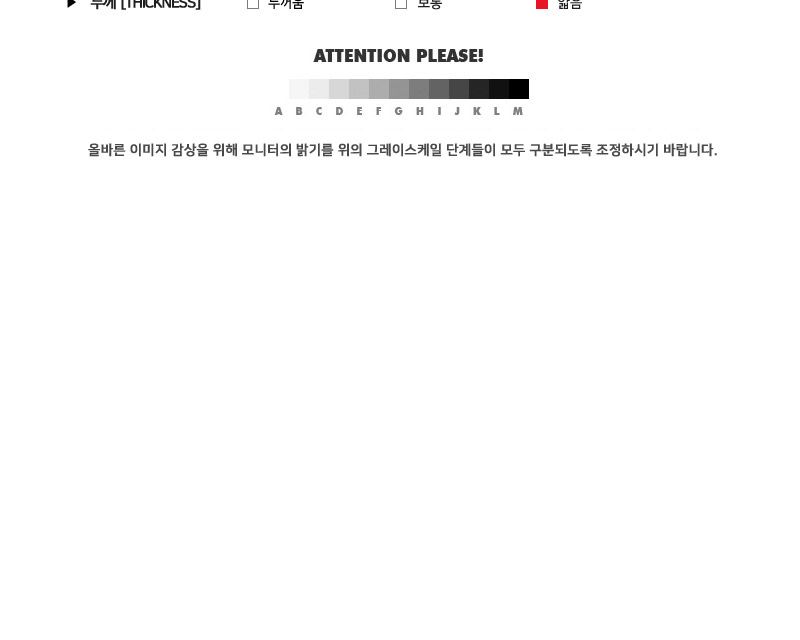 ▶ 두께 [THICKNESS] 두꺼움 보통 얇음
ATTENTION PLEASE!
A B C D E F G H I J K L M
올바른 이미지 감상을 위해 모니터의 밝기를 위의 그레이스케일 단계들이 모두 구분되도록 조정하시기 바랍니다.